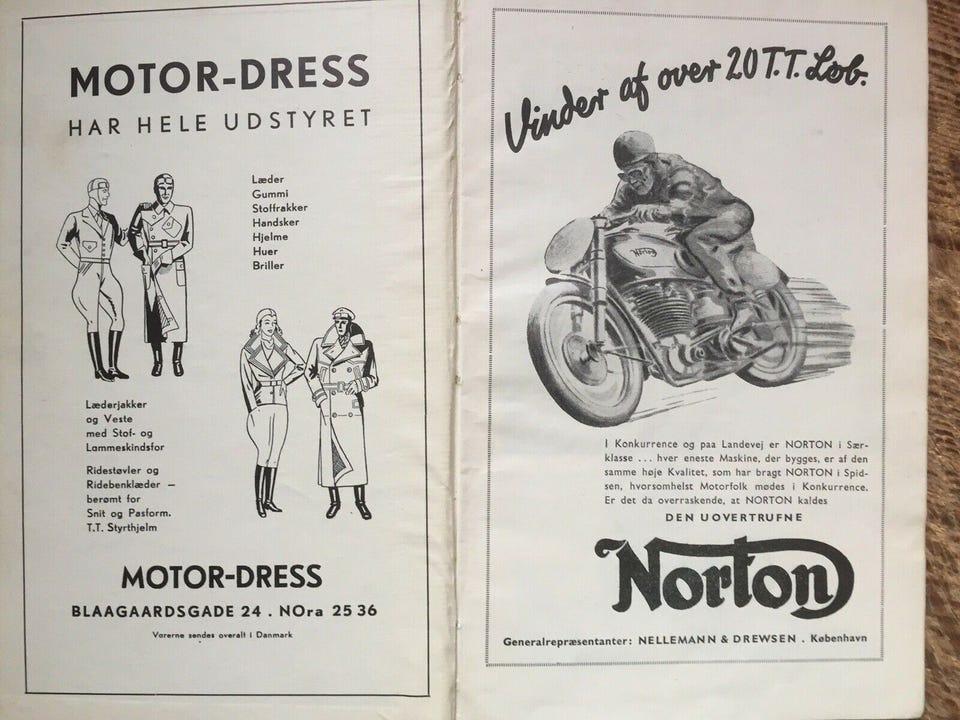 MOTOR-DRESS
HAR HELE UDSTYRET
Læder
Gummi
Stoffrakker
Handsker
Hjelme
Huer
Briller
Læderjakker
og Veste
med Stof- og
Lammeskindsfor
Ridestøvler og
Ridebenklæder –
berømt for
Snit og Pasform.
T.T. Styrthjelm
MOTOR-DRESS
BLAAGAARDSGADE 24 . NOra 25 36
Varerne sendes overalt i Danmark
Vinder af over 20 T.T. Løb.
Norton
I Konkurrence og paa Landevej er NORTON i Sær-
klasse ... hver eneste Maskine, der bygges, er af den
samme høje Kvalitet, som har bragt NORTON i Spid-
sen, hvorsomhelst Motorfolk mødes i Konkurrence.
Er det da overraskende, at NORTON kaldes
DEN UOVERTRUFNE
Norton
Generalrepræsentanter: NELLEMANN & DREWSEN . København